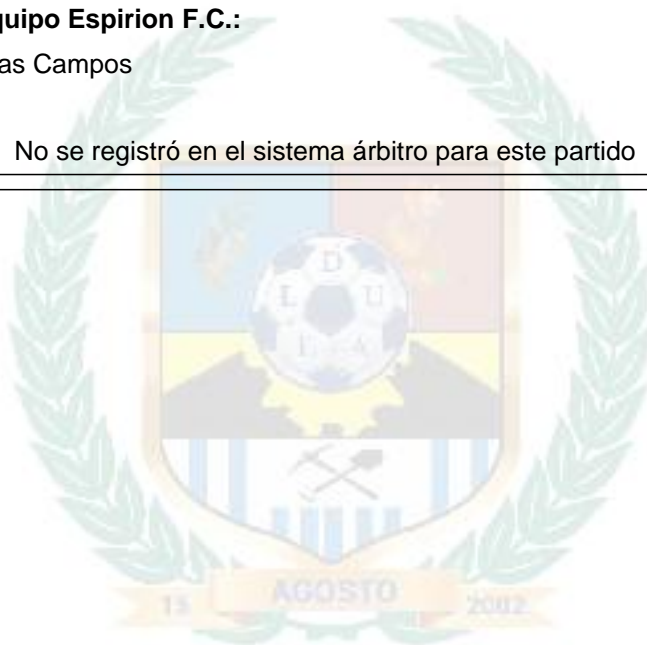 quipo Espirion F.C.:
as Campos
No se registró en el sistema árbitro para este partido
D
L U
E A
15 AGOSTO 2002